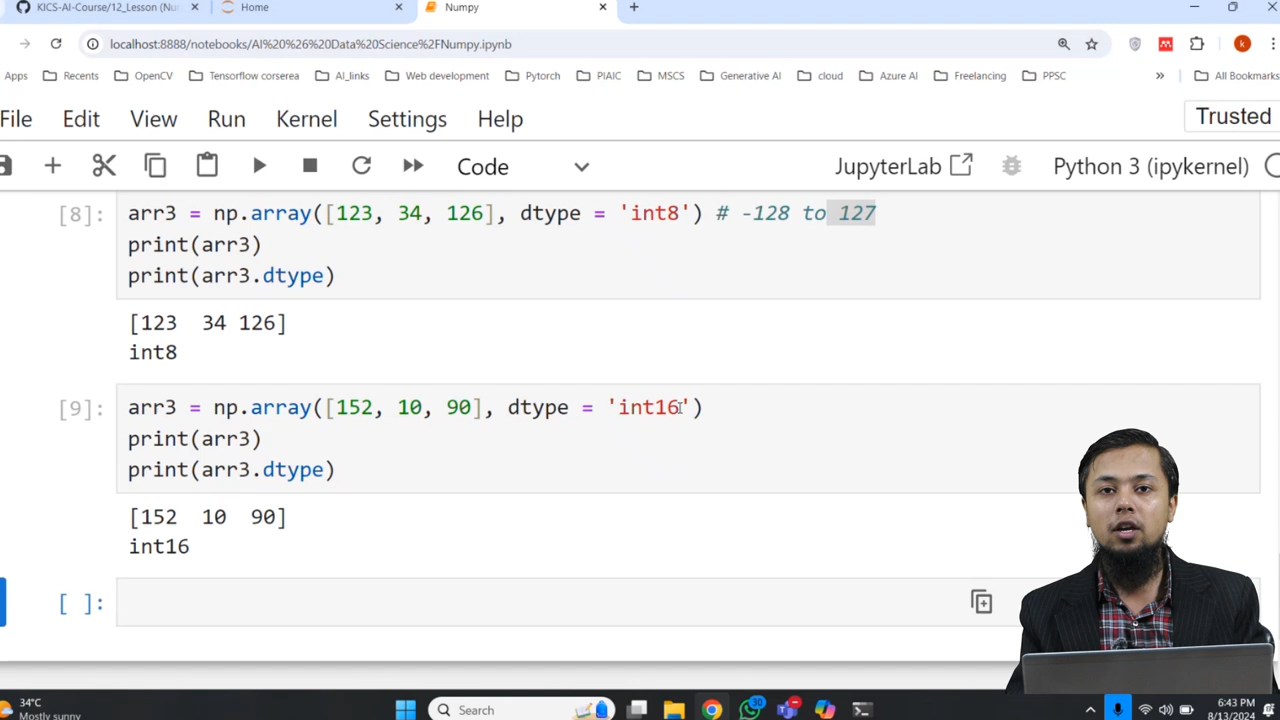 KICS-AI-Course/12_Lesson (Nu
Home
Numpy
localhost:8888/notebooks/AI%20%26%20Data%20Science%2FNumpy.ipynb
k
Apps Recents OpenCV Tensorflow corsera AI_links Web development Pytorch PIAIC MSCS Generative AI cloud Azure AI Freelancing PPSC » All Bookmarks
File Edit View Run Kernel Settings Help Trusted
Code JupyterLab Python 3 (ipykernel)
[8]: arr3 = np.array([123, 34, 126], dtype = 'int8') # -128 to 127
print(arr3)
print(arr3.dtype)
[123  34 126]
int8
[9]: arr3 = np.array([152, 10, 90], dtype = 'int16')
print(arr3)
print(arr3.dtype)
[152  10  90]
int16
[ ]:
34°C
Mostly sunny
Search
30
6:43 PM
8/13/2024